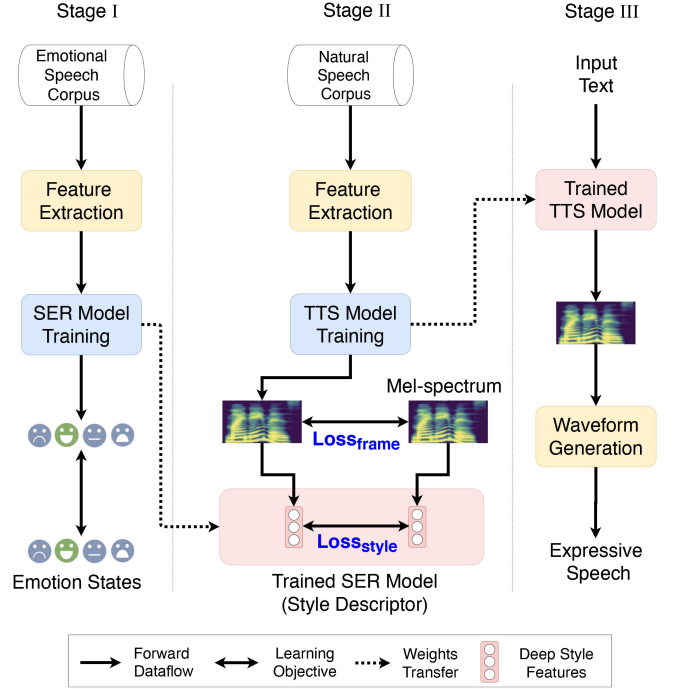 Stage I
Stage II
Stage III
Emotional
Speech
Corpus
Natural
Speech
Corpus
Input
Text
Feature
Extraction
Feature
Extraction
Trained
TTS Model
SER Model
Training
TTS Model
Training
Mel-spectrum
Loss_frame
Waveform
Generation
Loss_style
Emotion States
Trained SER Model
(Style Descriptor)
Expressive
Speech
Forward
Dataflow
Learning
Objective
Weights
Transfer
Deep Style
Features